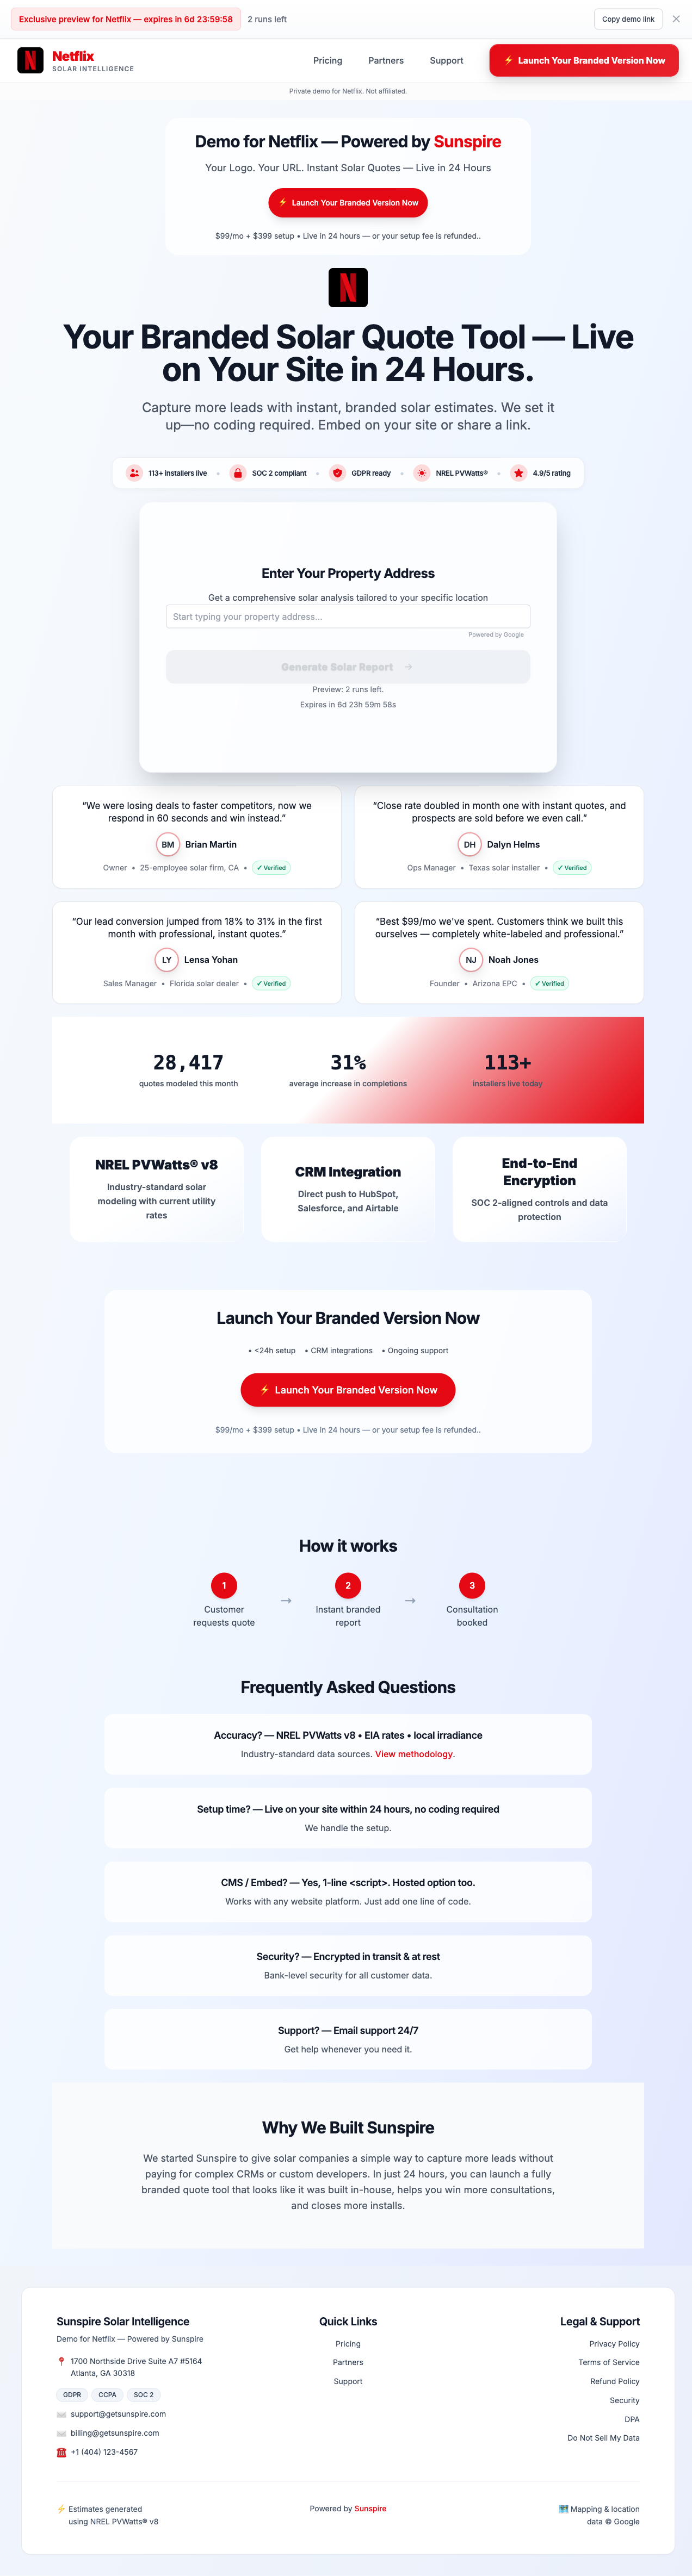 Exclusive preview for Netflix — expires in 6d 23:59:58
2 runs left
Copy demo link
Netflix
SOLAR INTELLIGENCE
Pricing
Partners
Support
⚡ Launch Your Branded Version Now
Private demo for Netflix. Not affiliated.
Demo for Netflix — Powered by Sunspire
Your Logo. Your URL. Instant Solar Quotes — Live in 24 Hours
⚡ Launch Your Branded Version Now
$99/mo + $399 setup • Live in 24 hours — or your setup fee is refunded..
N
Your Branded Solar Quote Tool — Live
on Your Site in 24 Hours.
Capture more leads with instant, branded solar estimates. We set it
up—no coding required. Embed on your site or share a link.
113+ installers live • SOC 2 compliant • GDPR ready • NREL PVWatts® • 4.9/5 rating
Enter Your Property Address
Get a comprehensive solar analysis tailored to your specific location
Start typing your property address...
Powered by Google
Generate Solar Report →
Preview: 2 runs left.
Expires in 6d 23h 59m 58s
“We were losing deals to faster competitors, now we
respond in 60 seconds and win instead.”
BM
Brian Martin
Owner • 25-employee solar firm, CA • ✓ Verified
“Close rate doubled in month one with instant quotes, and
prospects are sold before we even call.”
DH
Dalyn Helms
Ops Manager • Texas solar installer • ✓ Verified
“Our lead conversion jumped from 18% to 31% in the first
month with professional, instant quotes.”
LY
Lensa Yohan
Sales Manager • Florida solar dealer • ✓ Verified
“Best $99/mo we've spent. Customers think we built this
ourselves — completely white-labeled and professional.”
NJ
Noah Jones
Founder • Arizona EPC • ✓ Verified
28,417
quotes modeled this month
31%
average increase in completions
113+
installers live today
NREL PVWatts® v8
Industry-standard solar
modeling with current utility
rates
CRM Integration
Direct push to HubSpot,
Salesforce, and Airtable
End-to-End
Encryption
SOC 2-aligned controls and data
protection
Launch Your Branded Version Now
• <24h setup • CRM integrations • Ongoing support
⚡ Launch Your Branded Version Now
$99/mo + $399 setup • Live in 24 hours — or your setup fee is refunded..
How it works
1
Customer
requests quote
→
2
Instant branded
report
→
3
Consultation
booked
Frequently Asked Questions
Accuracy? — NREL PVWatts v8 • EIA rates • local irradiance
Industry-standard data sources. View methodology.
Setup time? — Live on your site within 24 hours, no coding required
We handle the setup.
CMS / Embed? — Yes, 1-line <script>. Hosted option too.
Works with any website platform. Just add one line of code.
Security? — Encrypted in transit & at rest
Bank-level security for all customer data.
Support? — Email support 24/7
Get help whenever you need it.
Why We Built Sunspire
We started Sunspire to give solar companies a simple way to capture more leads without
paying for complex CRMs or custom developers. In just 24 hours, you can launch a fully
branded quote tool that looks like it was built in-house, helps you win more consultations,
and closes more installs.
Sunspire Solar Intelligence
Demo for Netflix — Powered by Sunspire
1700 Northside Drive Suite A7 #5164
Atlanta, GA 30318
GDPR
CCPA
SOC 2
support@getsunspire.com
billing@getsunspire.com
+1 (404) 123-4567
Quick Links
Pricing
Partners
Support
Legal & Support
Privacy Policy
Terms of Service
Refund Policy
Security
DPA
Do Not Sell My Data
⚡ Estimates generated
using NREL PVWatts® v8
Powered by Sunspire
Mapping & location
data © Google